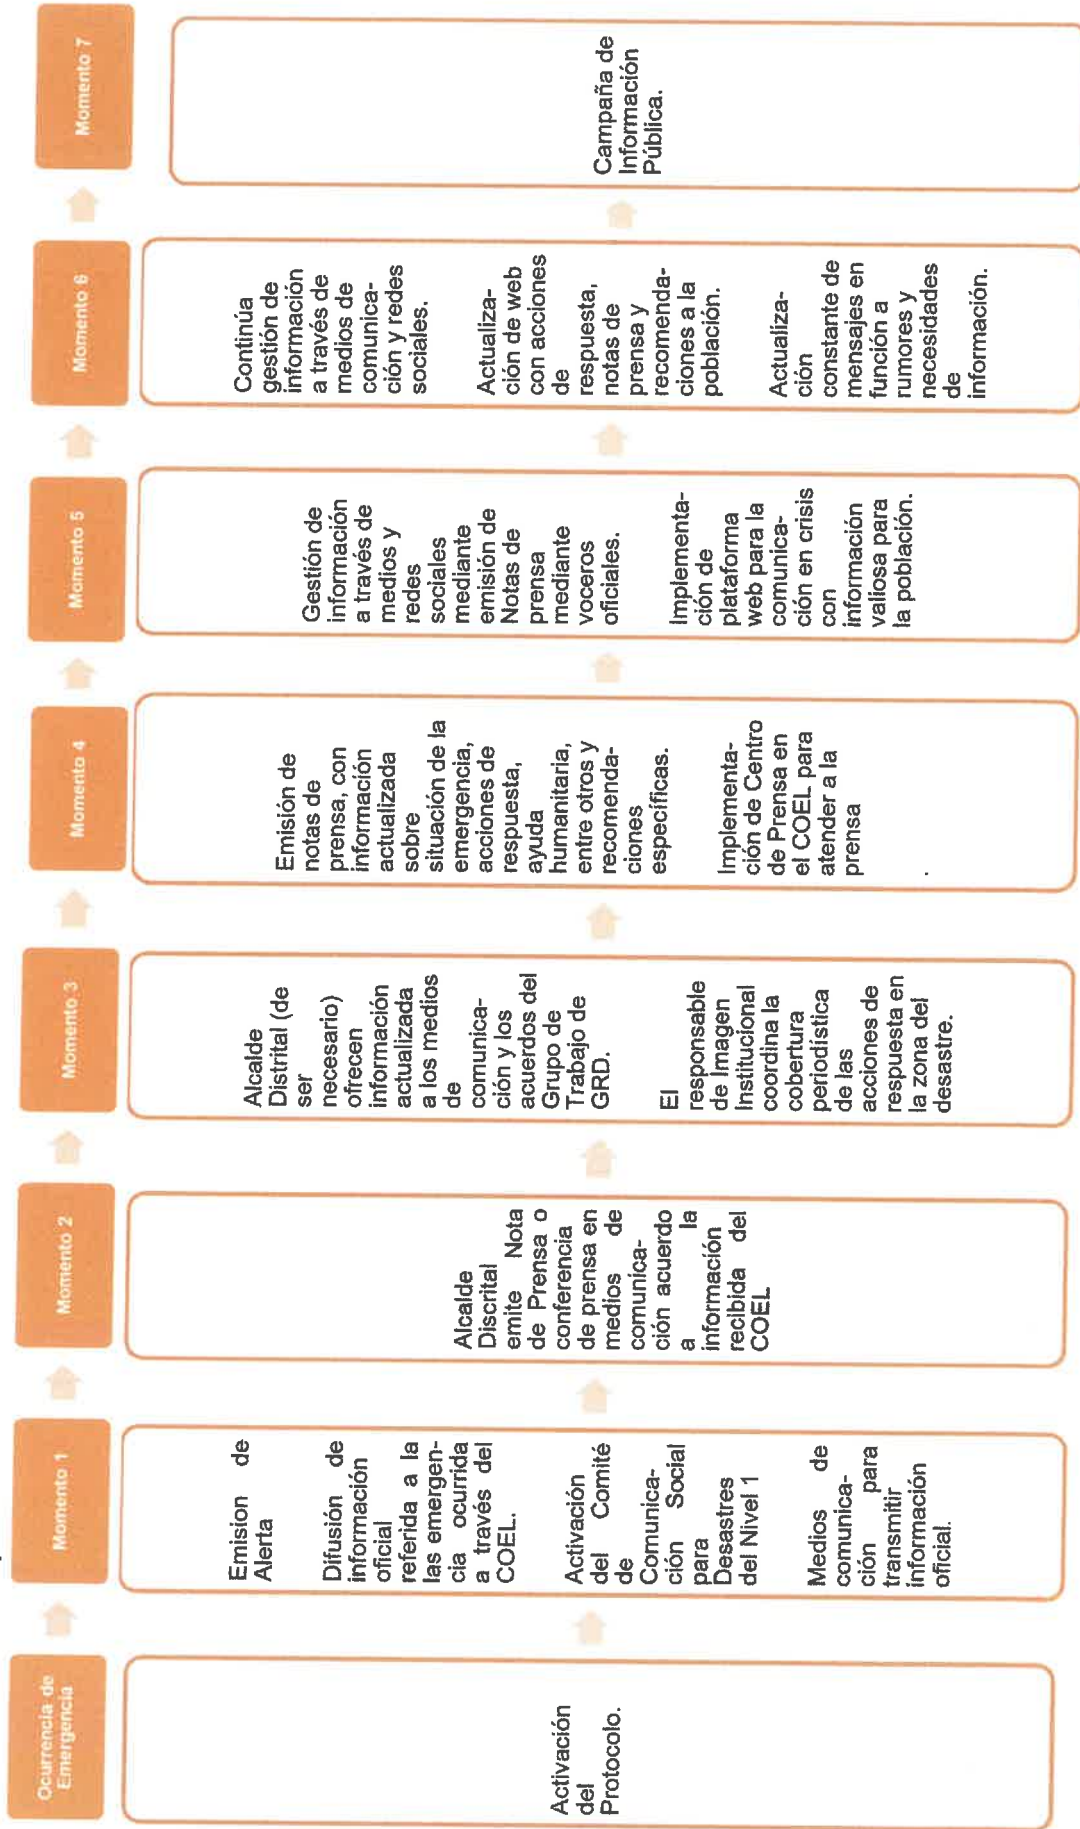 Ocurrencia de
Emergencia
Activación
del
Protocolo.
Momento 1
Emision de
Alerta
Difusión de
información
oficial
referida a la
las emergen-
cia ocurrida
a través del
COEL.
Activación
del Comité
de
Comunica-
ción Social
para
Desastres
del Nivel 1
Medios de
comunica-
ción para
transmitir
información
oficial.
Momento 2
Alcalde
Discrital
emite Nota
de Prensa o
conferencia
de prensa en
medios de
comunica-
ción acuerdo
a la
información
recibida del
COEL
Momento 3
Alcalde
Distrital (de
ser
necesario)
ofrecen
información
actualizada
a los medios
de
comunica-
ción y los
acuerdos del
Grupo de
Trabajo de
GRD.
El
responsable
de Imagen
Institucional
coordina la
cobertura
periodística
de las
acciones de
respuesta en
la zona del
desastre.
Momento 4
Emisión de
notas de
prensa, con
información
actualizada
sobre
situación de la
emergencia,
acciones de
respuesta,
ayuda
humanitaria,
entre otros y
recomenda-
ciones
específicas.
Implementa-
ción de Centro
de Prensa en
el COEL para
atender a la
prensa
.
Momento 5
Gestión de
información
a través de
medios y
redes
sociales
mediante
emisión de
Notas de
prensa
mediante
voceros
oficiales.
Implementa-
ción de
plataforma
web para la
comunica-
ción en crisis
con
información
valiosa para
la población.
Momento 6
Continúa
gestión de
información
a través de
medios de
comunica-
ción y redes
sociales.
Actualiza-
ción de web
con acciones
de
respuesta,
notas de
prensa y
recomenda-
ciones a la
población.
Actualiza-
ción
constante de
mensajes en
función a
rumores y
necesidades
de
información.
Momento 7
Campaña de
Información
Pública.